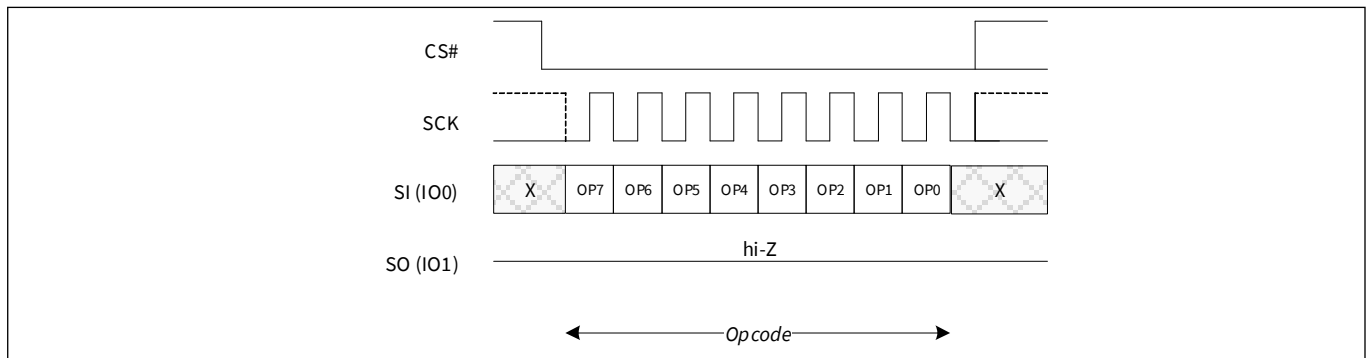 CS#
SCK
SI (IO0) X OP7 OP6 OP5 OP4 OP3 OP2 OP1 OP0 X
hi-Z
SO (IO1)
Opcode